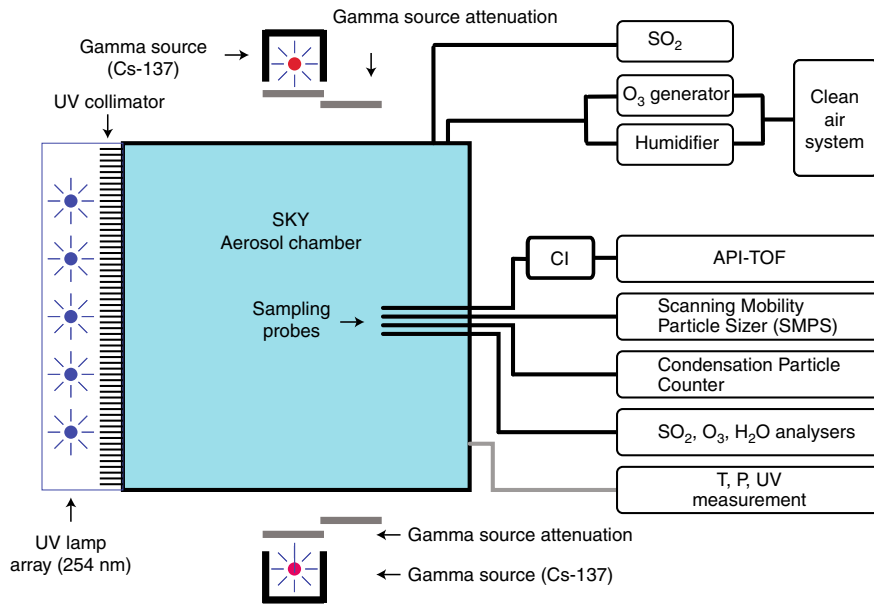 Gamma source attenuation
Gamma source
(Cs-137)
UV collimator
SO₂
O₃ generator
Humidifier
Clean
air
system
SKY
Aerosol chamber
Sampling
probes
CI
API-TOF
Scanning Mobility
Particle Sizer (SMPS)
Condensation Particle
Counter
SO₂, O₃, H₂O analysers
T, P, UV
measurement
UV lamp
array (254 nm)
Gamma source attenuation
Gamma source (Cs-137)